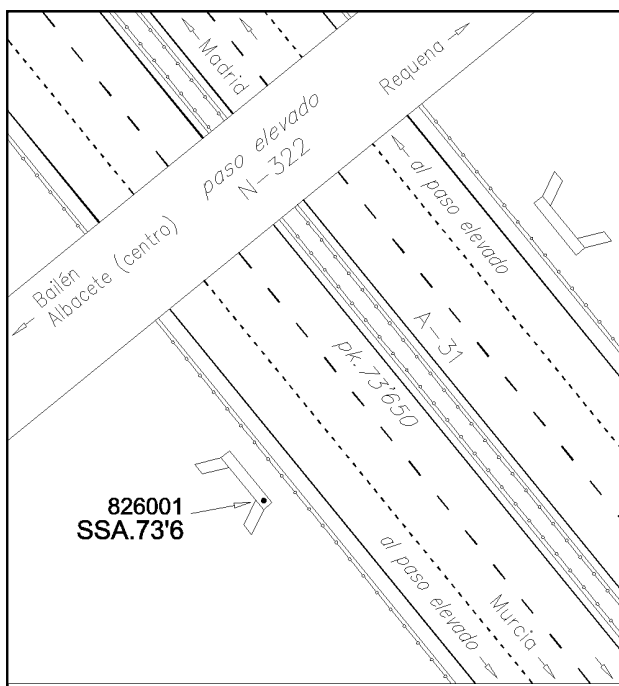 Madrid
Requena
paso elevado
N-322
al paso elevado
Bailén
Albacete (centro)
A-31
pk.73'650
826001
SSA.73'6
al paso elevado
Murcia